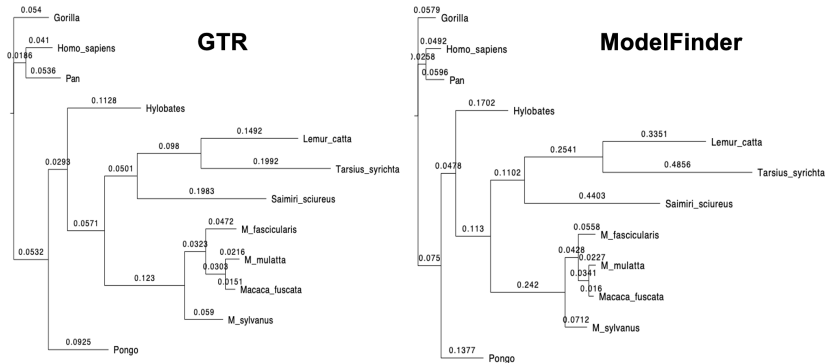 GTR
0.054 Gorilla
0.041 Homo_sapiens
0.0186
0.0536 Pan
0.1128 Hylobates
0.0293
0.1492 Lemur_catta
0.098
0.1992 Tarsius_syrichta
0.0501
0.1983 Saimiri_sciureus
0.0571
0.0472 M_fascicularis
0.0323
0.0216 M_mulatta
0.0303
0.0151 Macaca_fuscata
0.123
0.059 M_sylvanus
0.0532
0.0925 Pongo
ModelFinder
0.0579 Gorilla
0.0492 Homo_sapiens
0.0258
0.0596 Pan
0.1702 Hylobates
0.0478
0.3351 Lemur_catta
0.2541
0.4856 Tarsius_syrichta
0.1102
0.4403 Saimiri_sciureus
0.113
0.0558 M_fascicularis
0.0428
0.0227 M_mulatta
0.0341
0.016 Macaca_fuscata
0.242
0.0712 M_sylvanus
0.075
0.1377 Pongo